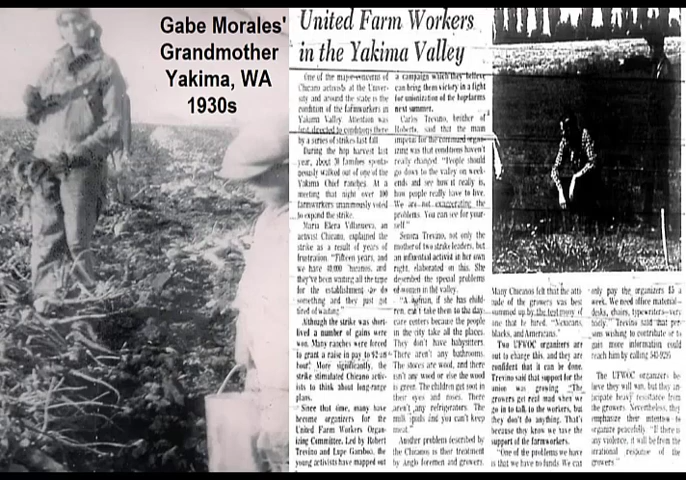 Gabe Morales'
Grandmother
Yakima, WA
1930s
United Farm Workers
in the Yakima Valley
One of the major concerns of
Chicano activists at the Univer-
sity and around the state is the
condition of the farmworkers in
Yakima Valley. Attention was
first directed to conditions there
by a series of strikes last fall
During the hop harvest last
year, about 30 families sponta-
neously walked out of one of the
Yakima Chief ranches. At a
meeting that night over 200
farmworkers unanimously voted
to expand the strike.
Maria Elena Villanueva, an
activist Chicana, explained the
strike as a result of years of
frustration. "Fifteen years, and
we have Chicanos, and
they've been waiting all the time
for the establishment to do
something and they just got
tired of waiting"
Although the strike was short-
lived a number of gains were
won. Many ranches were forced
to grant a raise in pay to $2 an
hour. More significantly, the
strike stimulated Chicano activ-
ists to think about long-range
plans.
Since that time, many have
become organizers for the
United Farm Workers Organ-
izing Committee. Led by Robert
Trevino and Lupe Gamboa, the
young activists have mapped out
a campaign which they believe
can bring them victory in a fight
for unionization of the hop farms
next summer.
Carlos Trevino, brother of
Roberto, said that the main
impetus for the continued organ-
izing was that conditions haven't
really changed. "People should
go down to the valley on week-
ends and see how it really is,
how people really have to live.
We are not exaggerating the
problems. You can see for your-
self"
Senora Trevino, not only the
mother of two strike leaders, but
an influential activist in her own
right, elaborated on this. She
described the special problems
of women in the valley.
"A woman, if she has child-
ren, can't take them to the day-
care centers because the people
in the city take all the places.
They don't have babysitters.
There aren't any bathrooms.
The stoves are wood, and there
isn't any wood or else the wood
is green. The children get soot in
their eyes and noses. There
aren't any refrigerators. The
milk spoils and you can't keep
meat."
Another problem described by
the Chicanos is their treatment
by Anglo foremen and growers.
Many Chicanos felt that the atti-
tude of the growers was best
summed up by the
one that he hired. "Mexicans,
blacks, and Americans."
Two UFWOC organizers are
out to change this, and they are
confident that it can be done.
Trevino said that support for the
union was growing "The
growers get real mad when we
go in to talk to the workers, but
they don't do anything. That's
because they know we have the
support of the farmworkers.
"One of the problems we have
is that we have no funds. We can
only pay the organizers $5 a
week. We need office material—
desks, chairs, typewriters—very
badly." Trevino said that per-
sons wishing to contribute or to
gain more information could
reach him by calling
The UFWOC organizers be-
lieve they will win, but they an-
ticipate heavy resistance from
the growers. Nevertheless, they
emphasize their intention to
organize peacefully. "If there is
any violence, it will be from the
irrational response of the
growers."